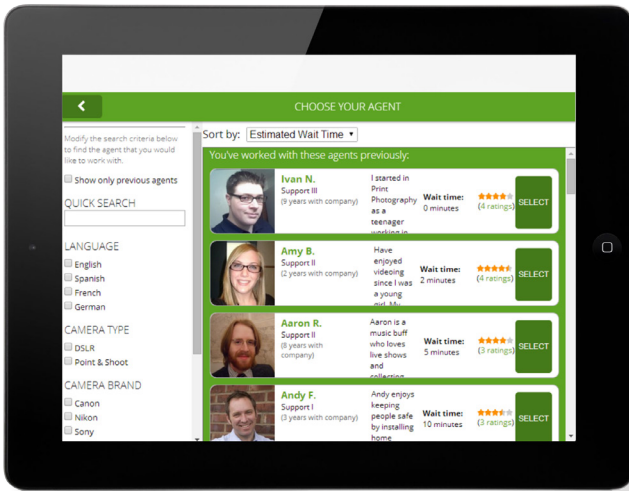 CHOOSE YOUR AGENT
Modify the search criteria below
to find the agent that you would
like to work with.
Show only previous agents
QUICK SEARCH
LANGUAGE
English
Spanish
French
German
CAMERA TYPE
DSLR
Point & Shoot
CAMERA BRAND
Canon
Nikon
Sony
Sort by: Estimated Wait Time
You've worked with these agents previously:
Ivan N.
Support III
(9 years with company)
I started in
Print
Photography
as a
teenager
working in
Wait time:
0 minutes
(4 ratings)
SELECT
Amy B.
Support II
(2 years with company)
Have
enjoyed
videoing
since I was
a young
girl. My
Wait time:
2 minutes
(4 ratings)
SELECT
Aaron R.
Support II
(8 years with
company)
Aaron is a
music buff
who loves
live shows
and
collecting
Wait time:
5 minutes
(3 ratings)
SELECT
Andy F.
Support I
(3 years with company)
Andy enjoys
keeping
people safe
by installing
home
Wait time:
10 minutes
(3 ratings)
SELECT